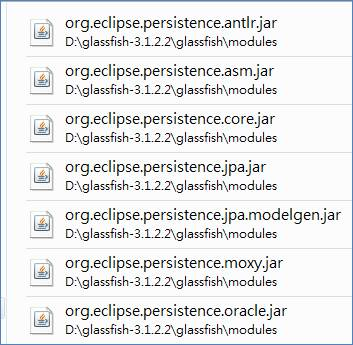 org.eclipse.persistence.antlr.jar
D:\glassfish-3.1.2.2\glassfish\modules
org.eclipse.persistence.asm.jar
D:\glassfish-3.1.2.2\glassfish\modules
org.eclipse.persistence.core.jar
D:\glassfish-3.1.2.2\glassfish\modules
org.eclipse.persistence.jpa.jar
D:\glassfish-3.1.2.2\glassfish\modules
org.eclipse.persistence.jpa.modelgen.jar
D:\glassfish-3.1.2.2\glassfish\modules
org.eclipse.persistence.moxy.jar
D:\glassfish-3.1.2.2\glassfish\modules
org.eclipse.persistence.oracle.jar
D:\glassfish-3.1.2.2\glassfish\modules